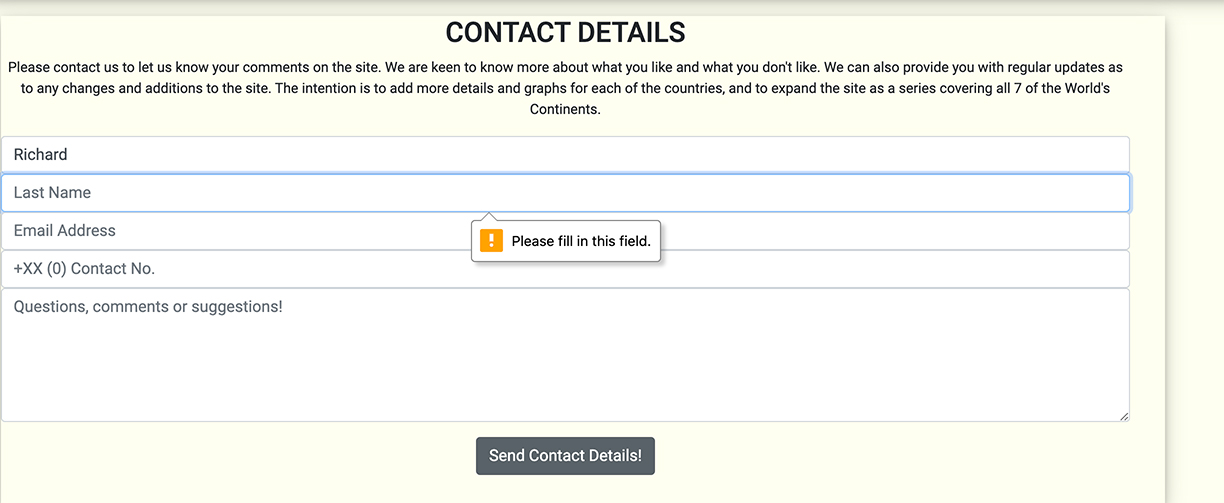 CONTACT DETAILS
Please contact us to let us know your comments on the site. We are keen to know more about what you like and what you don't like. We can also provide you with regular updates as
to any changes and additions to the site. The intention is to add more details and graphs for each of the countries, and to expand the site as a series covering all 7 of the World's
Continents.
Richard
Last Name
Email Address
! Please fill in this field.
+XX (0) Contact No.
Questions, comments or suggestions!
Send Contact Details!